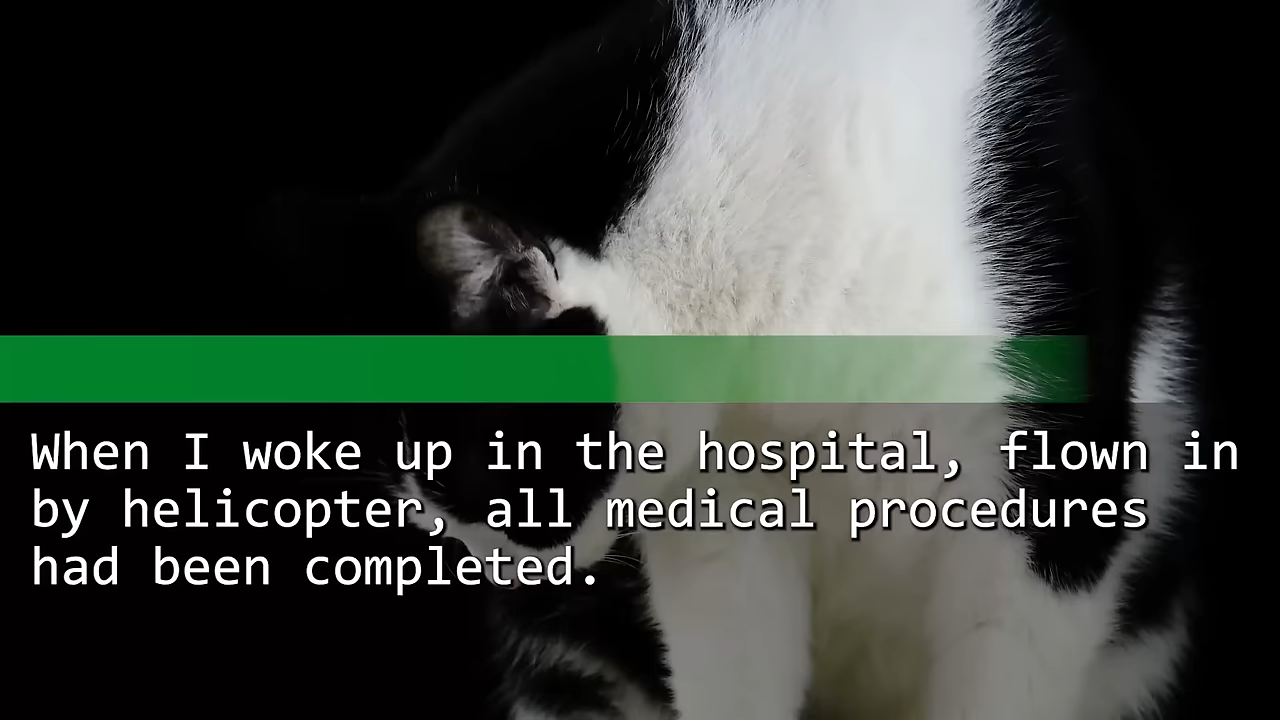 When I woke up in the hospital, flown in
by helicopter, all medical procedures
had been completed.